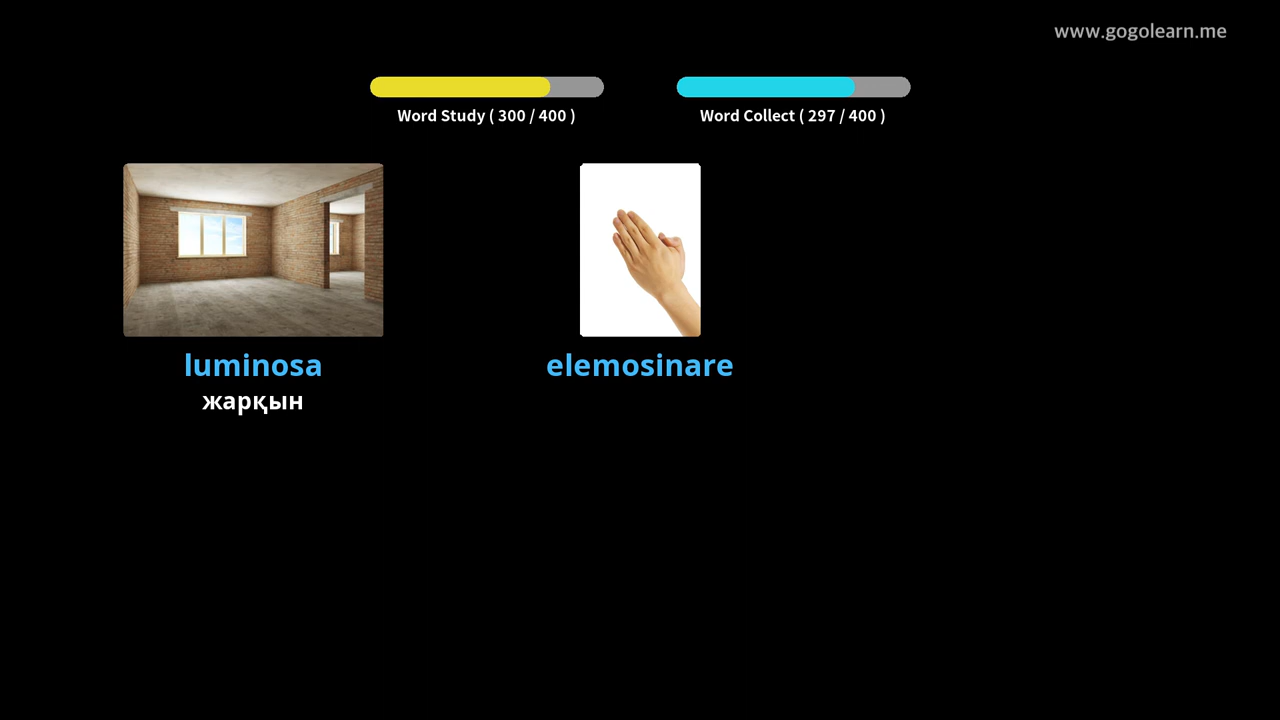 www.gogolearn.me
Word Study ( 300 / 400 )
Word Collect ( 297 / 400 )
luminosa
жарқын
elemosinare